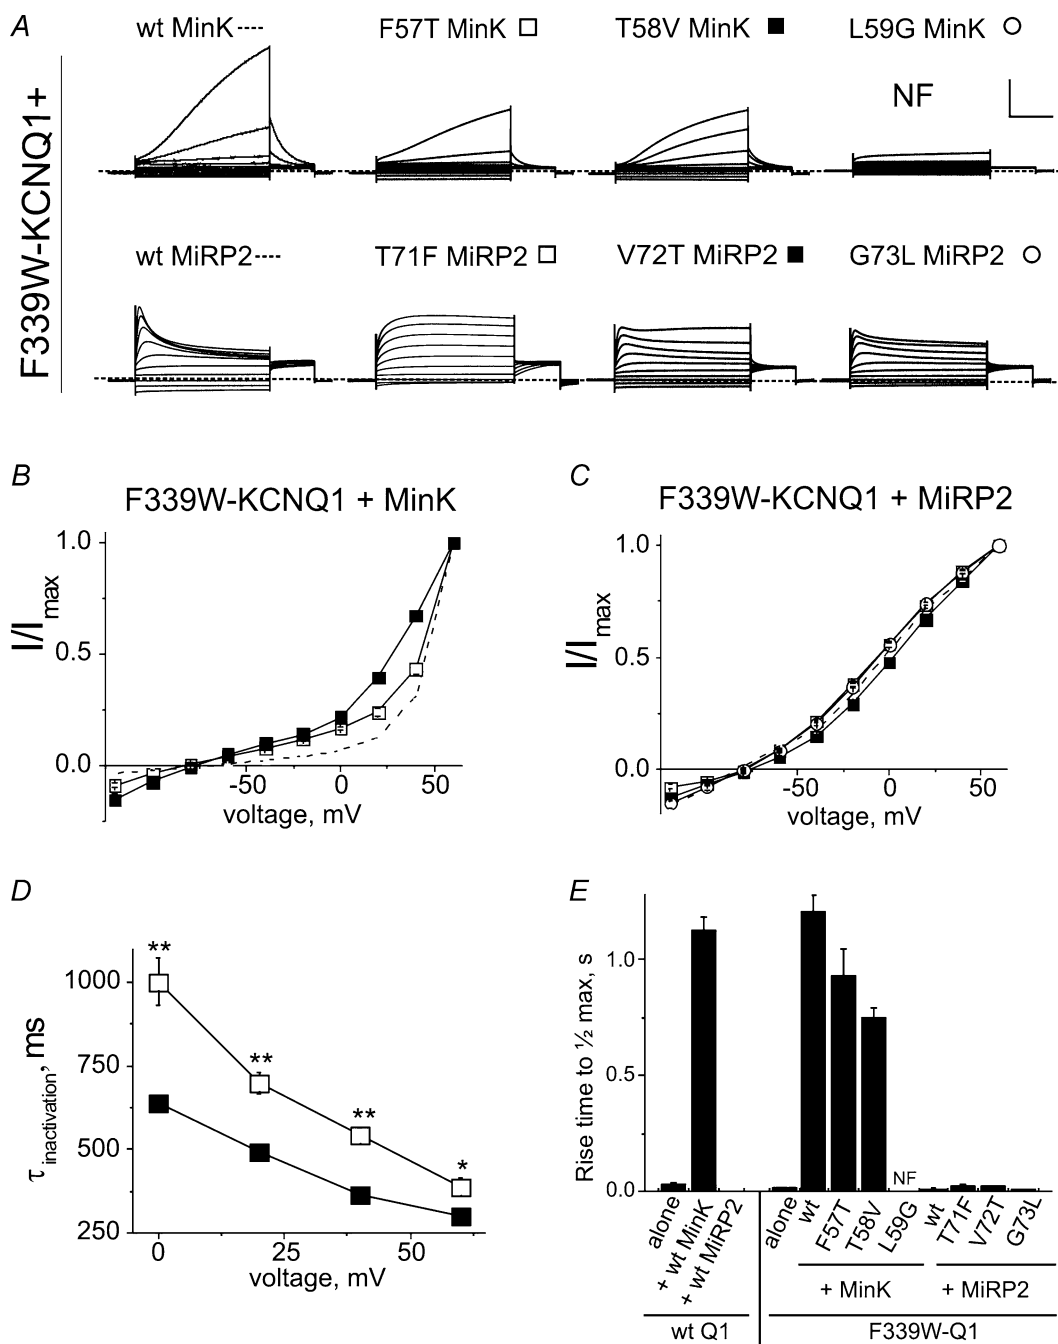 A
F339W-KCNQ1+
wt MinK ----
F57T MinK
T58V MinK
L59G MinK
NF
wt MiRP2----
T71F MiRP2
V72T MiRP2
G73L MiRP2
B
F339W-KCNQ1 + MinK
I/Imax
1.0
0.5
0.0
-50
0
50
voltage, mV
C
F339W-KCNQ1 + MiRP2
I/Imax
1.0
0.5
0.0
-50
0
50
voltage, mV
D
τ inactivation, ms
1000
750
500
250
**
**
**
*
0
25
50
voltage, mV
E
Rise time to ½ max, s
1.0
1.0
0.0
NF
alone
+ wt MinK
+ wt MiRP2
alone
wt
F57T
T58V
L59G
wt
T71F
V72T
G73L
+ MinK
+ MiRP2
wt Q1
F339W-Q1